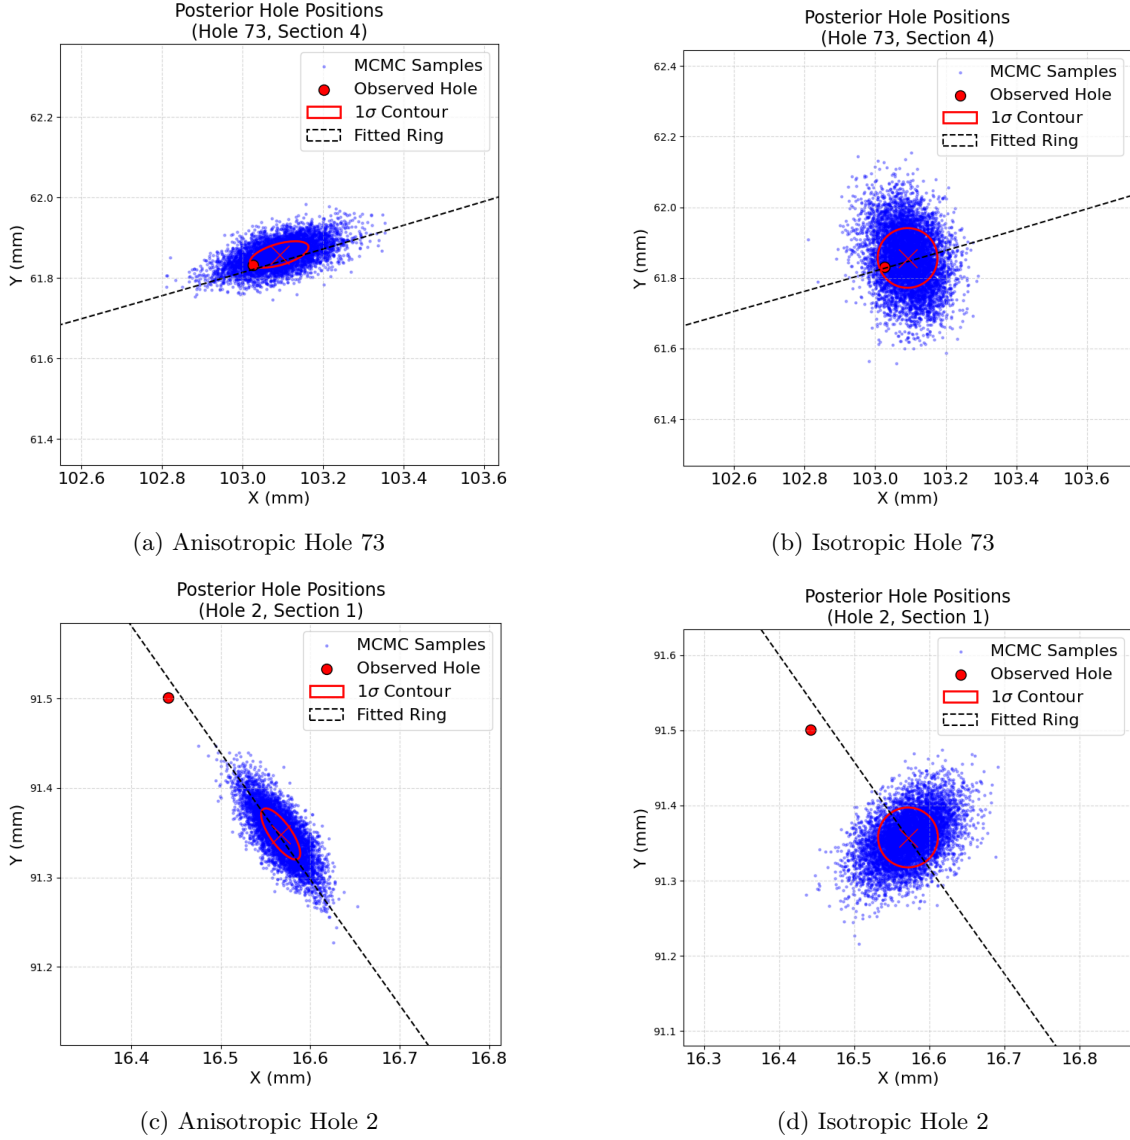 Posterior Hole Positions
(Hole 73, Section 4)
MCMC Samples
Observed Hole
1σ Contour
Fitted Ring
Y (mm)
62.2
62.0
61.8
61.6
61.4
102.6 102.8 103.0 103.2 103.4 103.6
X (mm)
(a) Anisotropic Hole 73
Posterior Hole Positions
(Hole 73, Section 4)
MCMC Samples
Observed Hole
1σ Contour
Fitted Ring
Y (mm)
62.4
62.2
62.0
61.8
61.6
61.4
102.6 102.8 103.0 103.2 103.4 103.6
X (mm)
(b) Isotropic Hole 73
Posterior Hole Positions
(Hole 2, Section 1)
MCMC Samples
Observed Hole
1σ Contour
Fitted Ring
Y (mm)
91.5
91.4
91.3
91.2
16.4 16.5 16.6 16.7 16.8
X (mm)
(c) Anisotropic Hole 2
Posterior Hole Positions
(Hole 2, Section 1)
MCMC Samples
Observed Hole
1σ Contour
Fitted Ring
Y (mm)
91.6
91.5
91.4
91.3
91.2
91.1
16.3 16.4 16.5 16.6 16.7 16.8
X (mm)
(d) Isotropic Hole 2